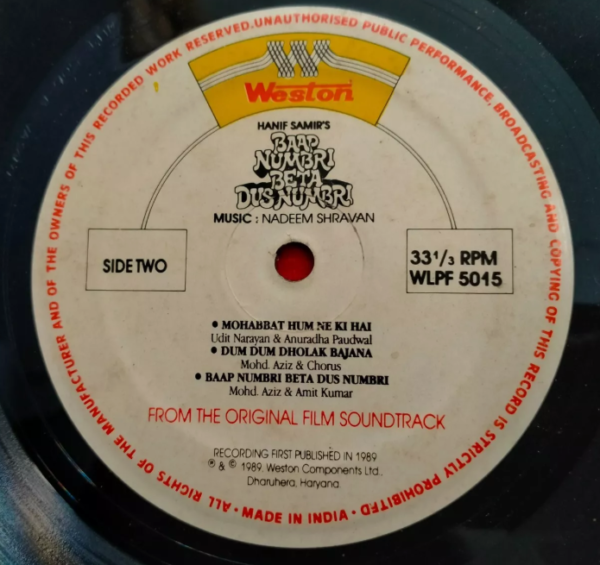 ALL RIGHTS OF THE MANUFACTURER AND OF THE OWNERS OF THIS RECORDED WORK RESERVED.UNAUTHORISED PUBLIC PERFORMANCE, BROADCASTING AND COPYING OF THIS RECORD IS STRICTLY PROHIBITED · MADE IN INDIA ·
Weston
HANIF SAMIR'S
BAAP
NUMBRI
BETA
DUS NUMBRI
MUSIC : NADEEM SHRAVAN
SIDE TWO
33 1/3 RPM
WLPF 5015
• MOHABBAT HUM NE KI HAI
Udit Narayan & Anuradha Paudwal
• DUM DUM DHOLAK BAJANA
Mohd. Aziz & Chorus
• BAAP NUMBRI BETA DUS NUMBRI
Mohd. Aziz & Amit Kumar
FROM THE ORIGINAL FILM SOUNDTRACK
RECORDING FIRST PUBLISHED IN 1989
℗ & © 1989. Weston Components Ltd.,
Dharuhera, Haryana.